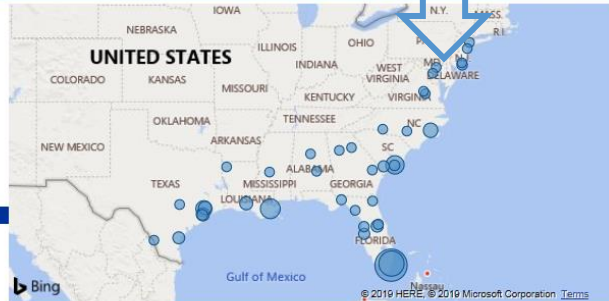 IOWA
N.Y.
MASS.
NEBRASKA
R.I.
OHIO
ILLINOIS
UNITED STATES
INDIANA
WEST
VIRGINIA
DELAWARE
COLORADO
KANSAS
MISSOURI
KENTUCKY
VIRGINIA
TENNESSEE
OKLAHOMA
NC
ARKANSAS
NEW MEXICO
SC
ALABAMA
TEXAS
MISSISSIPPI
GEORGIA
LOUISIANA
FLORIDA
Gulf of Mexico
Nassau
Bing
© 2019 HERE, © 2019 Microsoft Corporation Terms